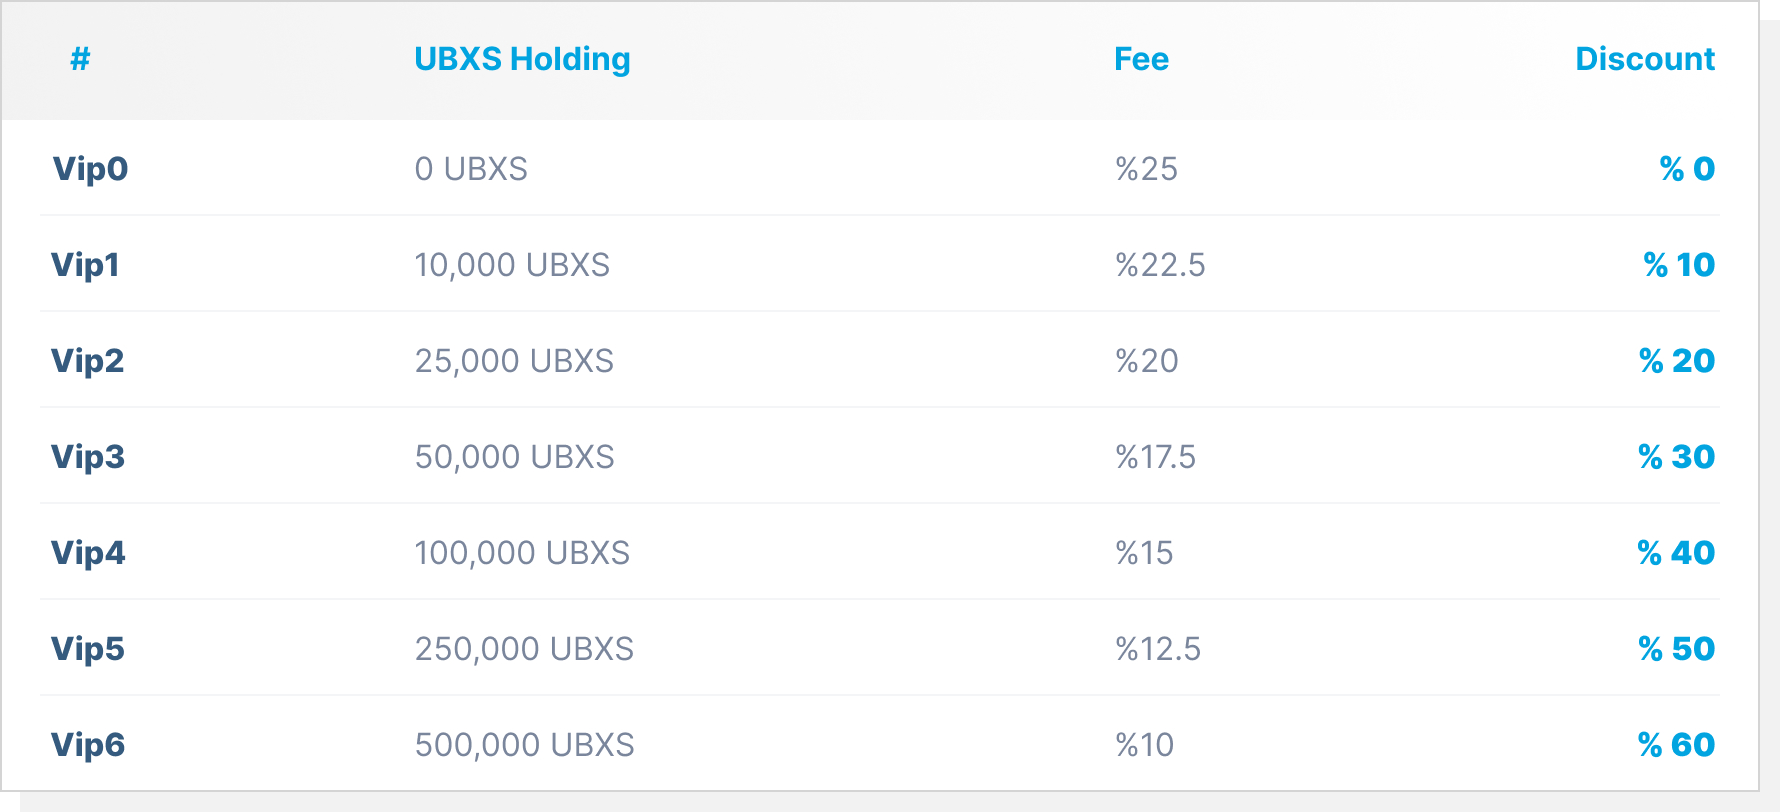 # UBXS Holding Fee Discount
Vip0 0 UBXS %25 % 0
Vip1 10,000 UBXS %22.5 % 10
Vip2 25,000 UBXS %20 % 20
Vip3 50,000 UBXS %17.5 % 30
Vip4 100,000 UBXS %15 % 40
Vip5 250,000 UBXS %12.5 % 50
Vip6 500,000 UBXS %10 % 60